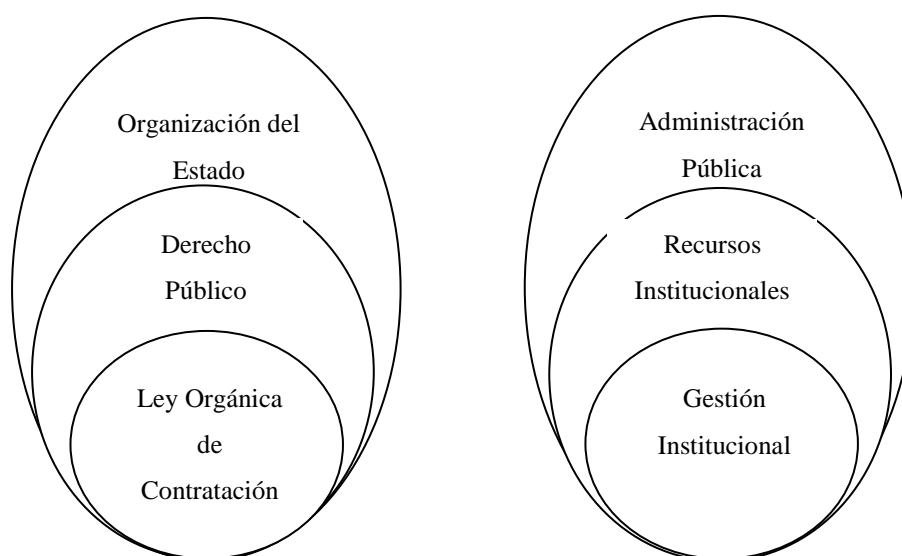 Organización del
Estado
Derecho
Público
Ley Orgánica
de
Contratación
Administración
Pública
Recursos
Institucionales
Gestión
Institucional